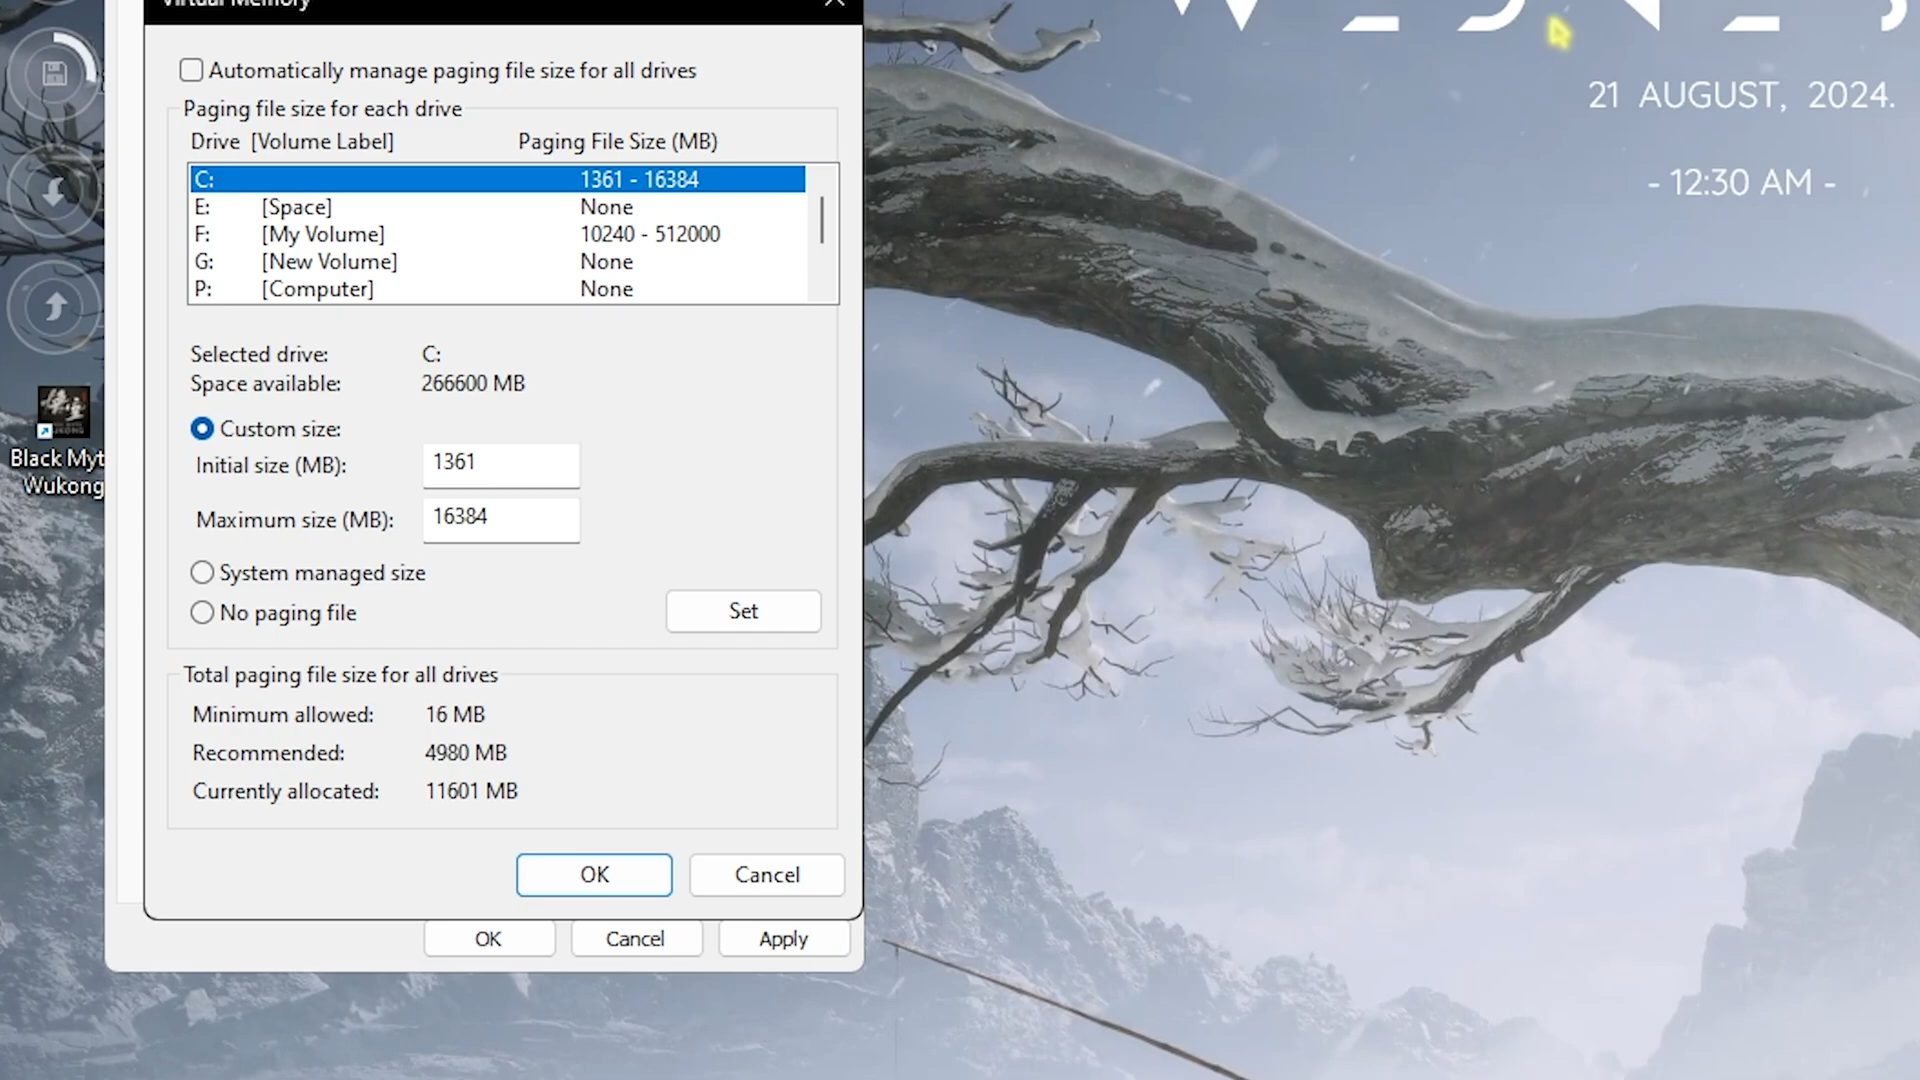 Virtual Memory
Automatically manage paging file size for all drives
Paging file size for each drive
Drive [Volume Label] Paging File Size (MB)
C: 1361 - 16384
E: [Space] None
F: [My Volume] 10240 - 512000
G: [New Volume] None
P: [Computer] None
Selected drive: C:
Space available: 266600 MB
Custom size:
Initial size (MB): 1361
Maximum size (MB): 16384
System managed size
No paging file
Set
Total paging file size for all drives
Minimum allowed: 16 MB
Recommended: 4980 MB
Currently allocated: 11601 MB
OK Cancel
OK Cancel Apply
Black Myt
Wukong
21 AUGUST, 2024.
- 12:30 AM -